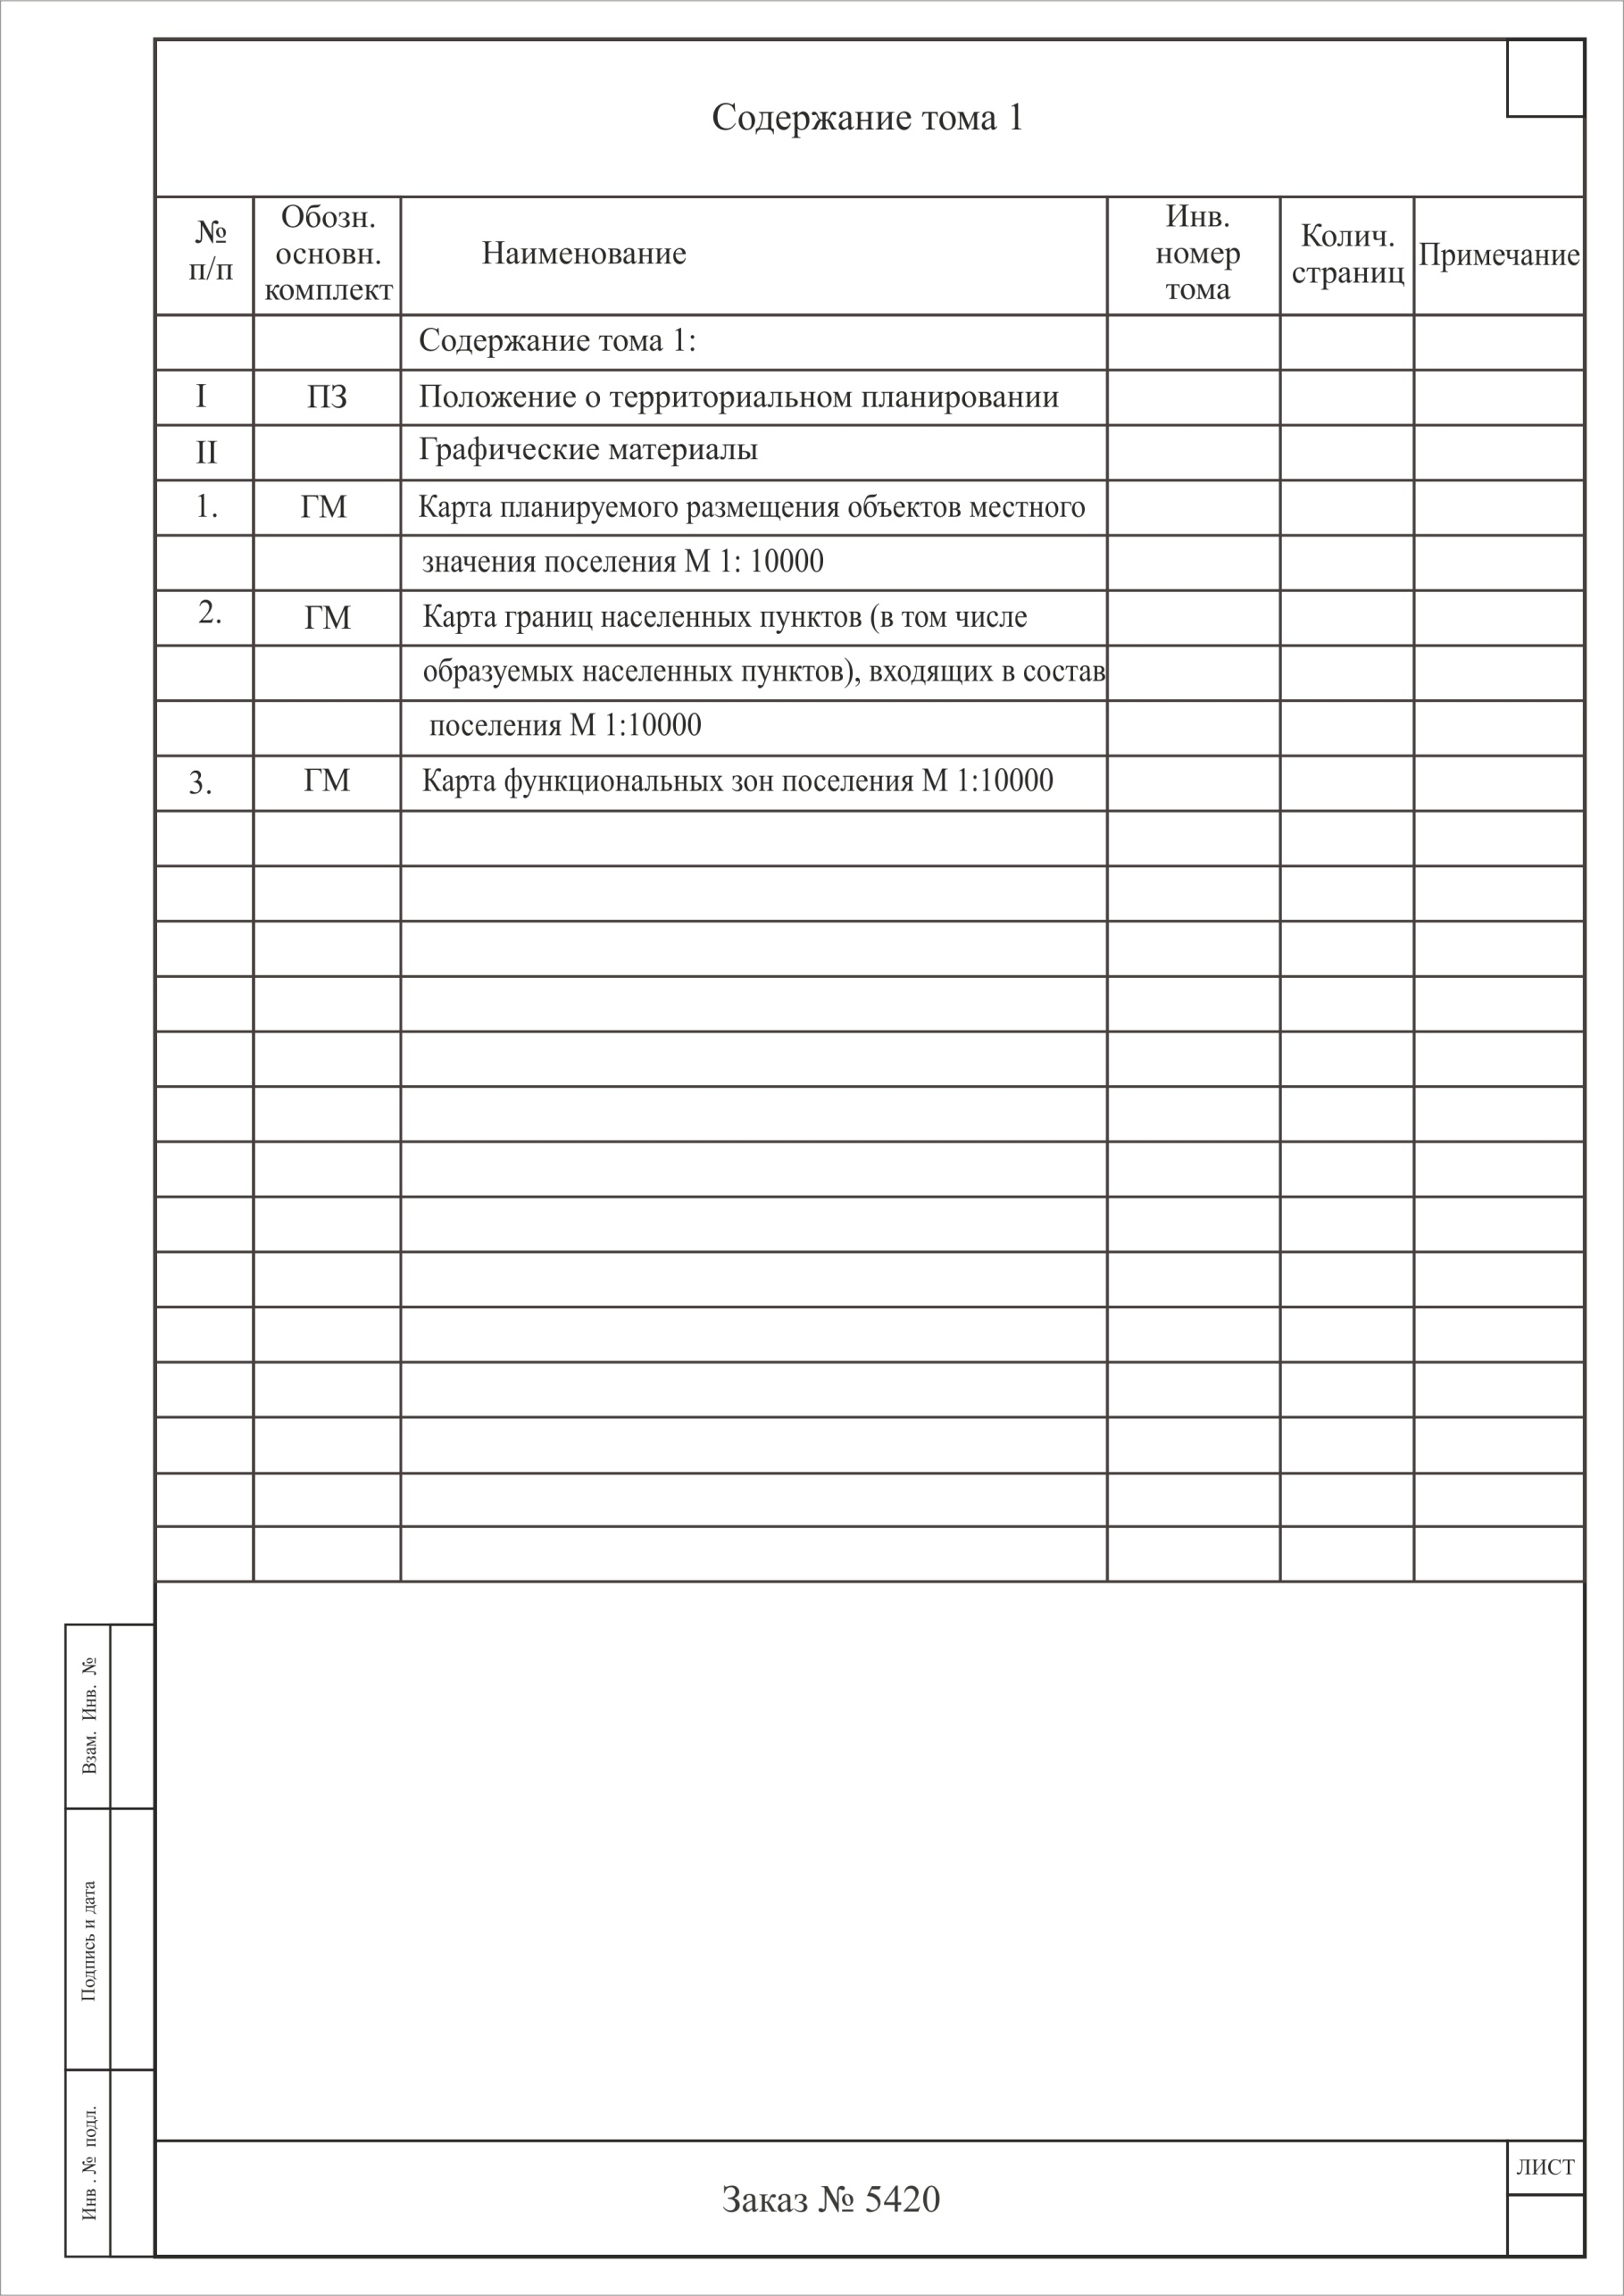 Содержание тома 1
№
п/п
Обозн.
основн.
комплект
Наименование
Инв.
номер
тома
Колич.
страниц
Примечание
Содержание тома 1:
I ПЗ Положение о территориальном планировании
II Графические материалы
1. ГМ Карта планируемого размещения объектов местного
значения поселения М 1: 10000
2. ГМ Карта границ населенных пунктов (в том числе
образуемых населенных пунктов), входящих в состав
поселения М 1:10000
3. ГМ Карта функциональных зон поселения М 1:10000
Взам. Инв. №
Подпись и дата
Инв . № подл.
Заказ № 5420
ЛИСТ